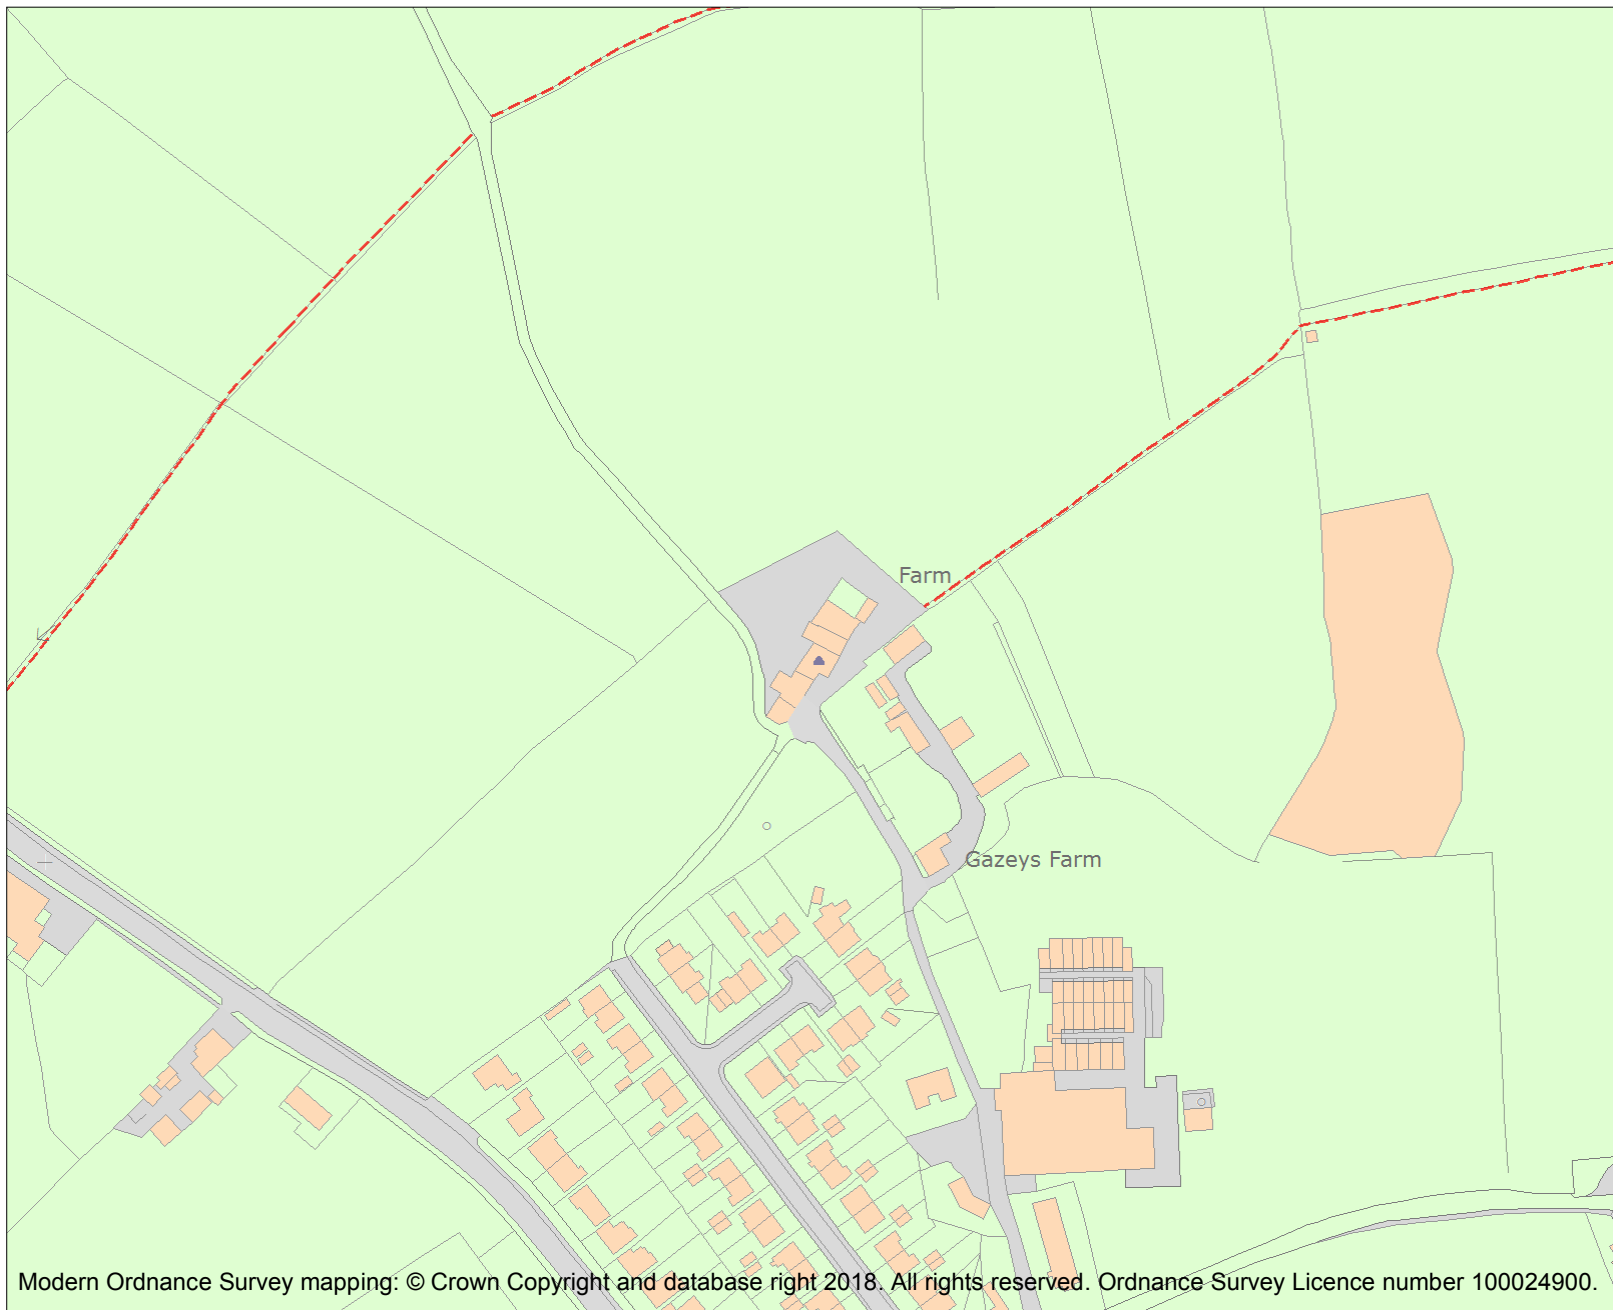 Farm
Gazeys Farm
Modern Ordnance Survey mapping: © Crown Copyright and database right 2018. All rights reserved. Ordnance Survey Licence number 100024900.